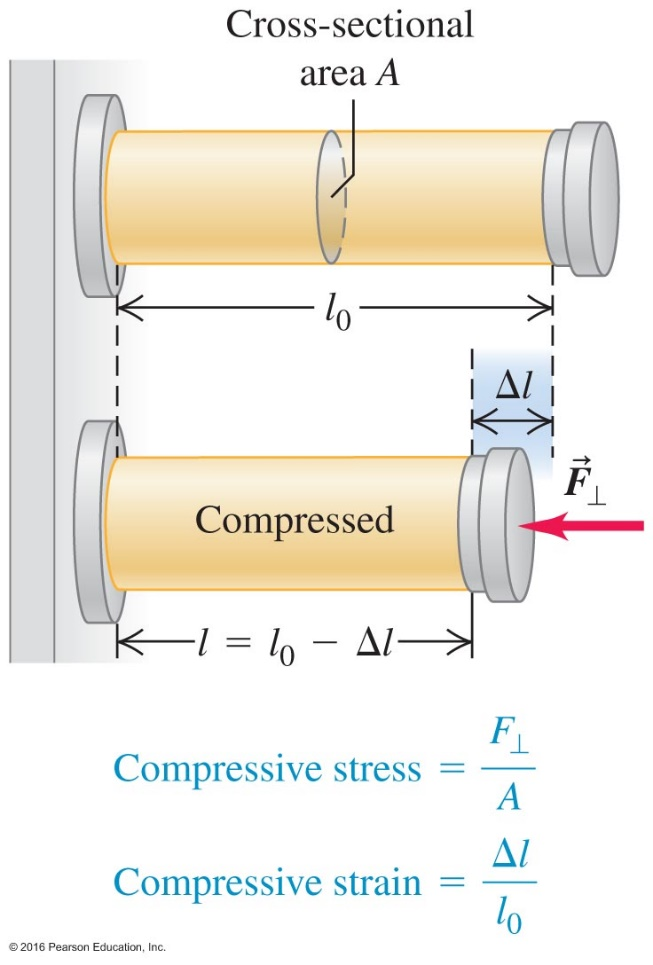 Cross-sectional
area A
l₀
Δl
F⃗⊥
Compressed
l = l₀ − Δl
Compressive stress = F⊥ / A
Compressive strain = Δl / l₀
© 2016 Pearson Education, Inc.